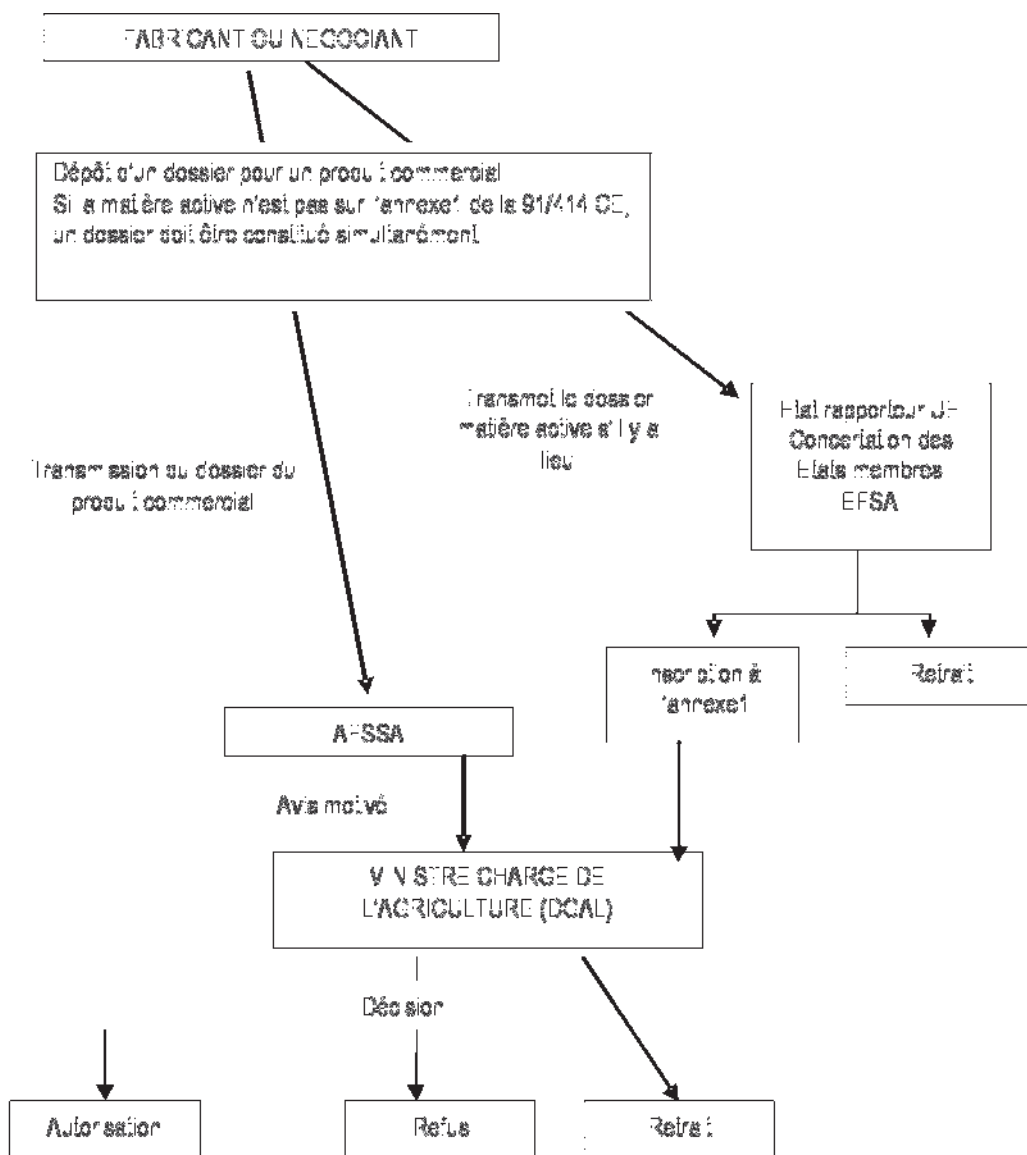 FABRICANT OU NEGOCIANT
Dépôt d'un dossier pour un produit commercial
Si la matière active n'est pas sur l'annexe1 de la 91/414 CE,
un dossier doit être constitué simultanément
Transmet le dossier
matière active s'il y a
lieu
Etat rapporteur UE
Concertation des
Etats membres
EFSA
Transmission du dossier du
produit commercial
Inscription à
l'annexe1
Retrait
AFSSA
Avis motivé
MINISTRE CHARGE DE
L'AGRICULTURE (DGAL)
Décision
Autorisation
Refus
Retrait